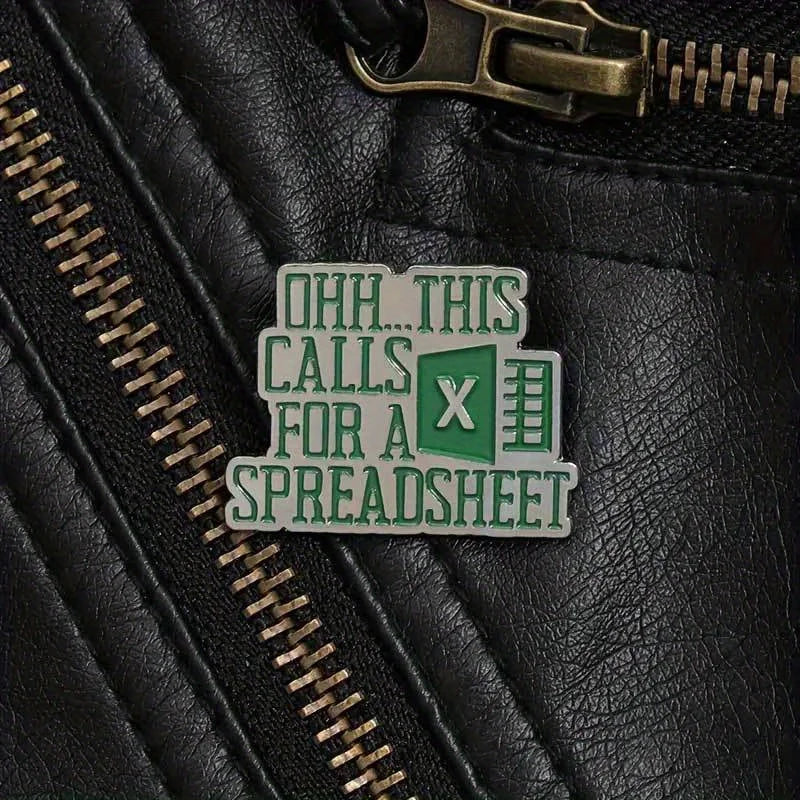 OHH...THIS
CALLS X
FOR A
SPREADSHEET